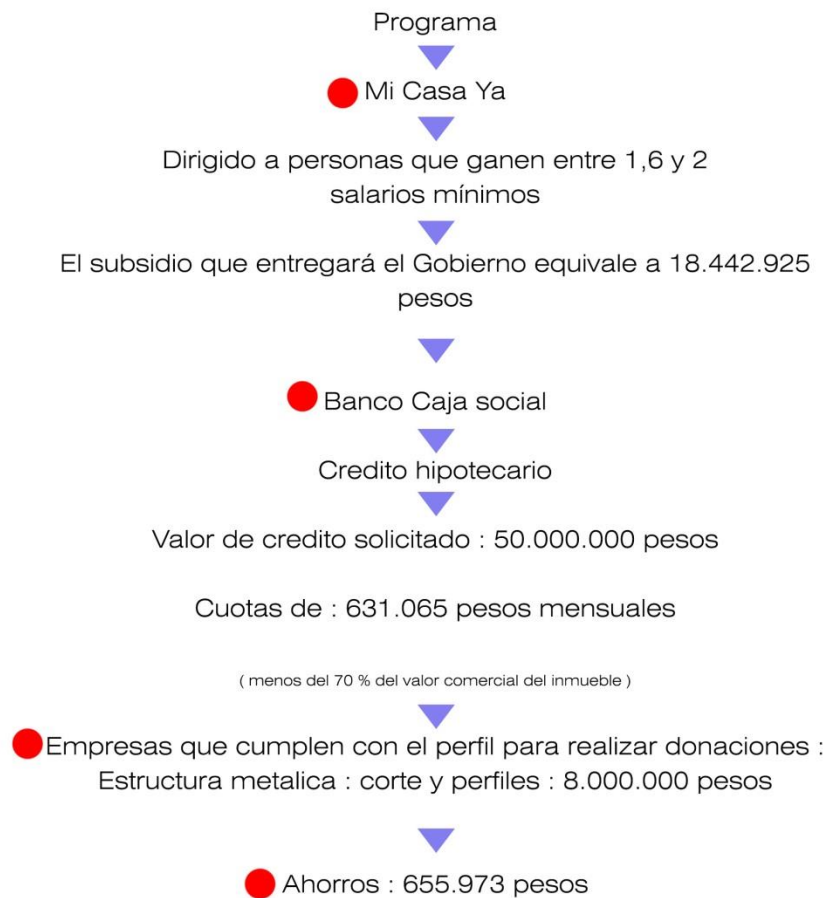 Programa
Mi Casa Ya
Dirigido a personas que ganen entre 1,6 y 2
salarios mínimos
El subsidio que entregará el Gobierno equivale a 18.442.925
pesos
Banco Caja social
Credito hipotecario
Valor de credito solicitado : 50.000.000 pesos
Cuotas de : 631.065 pesos mensuales
( menos del 70 % del valor comercial del inmueble )
Empresas que cumplen con el perfil para realizar donaciones :
Estructura metalica : corte y perfiles : 8.000.000 pesos
Ahorros : 655.973 pesos